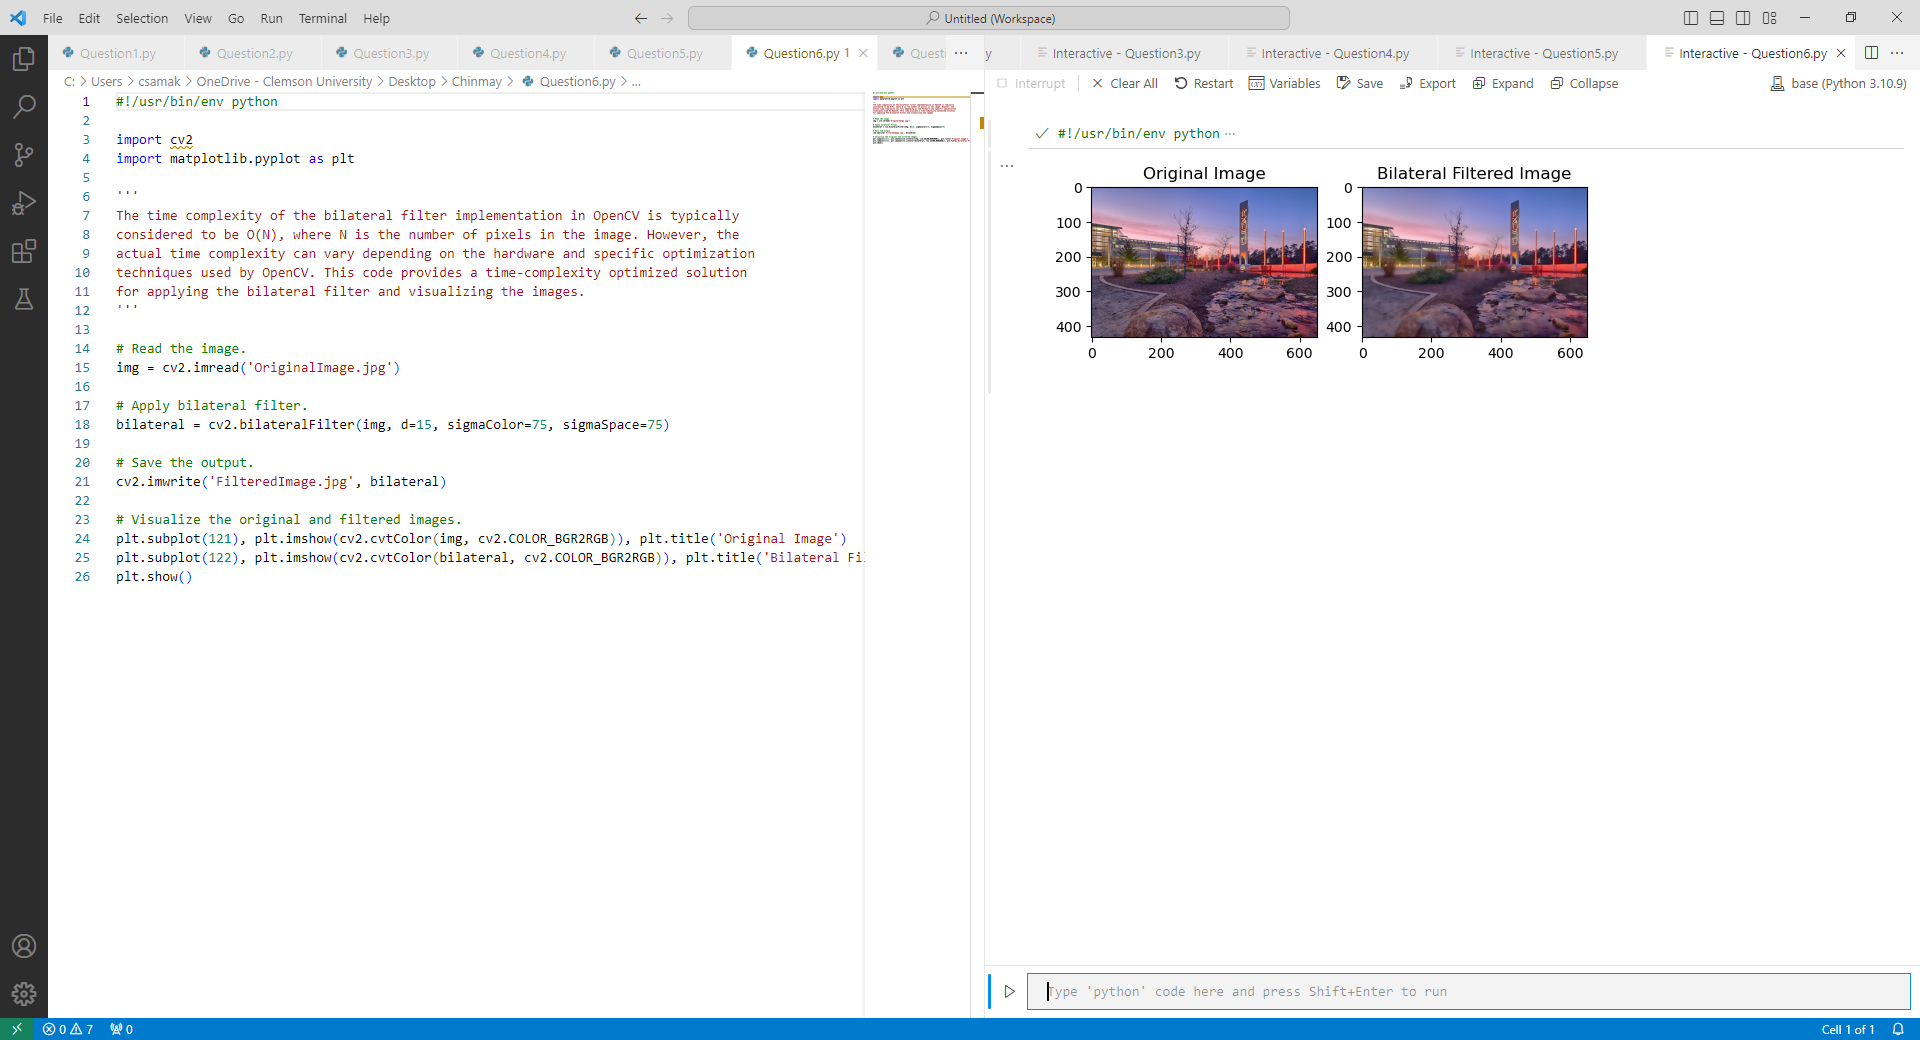 File Edit Selection View Go Run Terminal Help
Untitled (Workspace)
Question1.py Question2.py Question3.py Question4.py Question5.py Question6.py 1 Questi ...
y Interactive - Question3.py Interactive - Question4.py Interactive - Question5.py Interactive - Question6.py
C: > Users > csamak > OneDrive - Clemson University > Desktop > Chinmay > Question6.py > ...
Interrupt Clear All Restart Variables Save Export Expand Collapse base (Python 3.10.9)
1 #!/usr/bin/env python
2
3 import cv2
4 import matplotlib.pyplot as plt
5
6 '''
7 The time complexity of the bilateral filter implementation in OpenCV is typically
8 considered to be O(N), where N is the number of pixels in the image. However, the
9 actual time complexity can vary depending on the hardware and specific optimization
10 techniques used by OpenCV. This code provides a time-complexity optimized solution
11 for applying the bilateral filter and visualizing the images.
12 '''
13
14 # Read the image.
15 img = cv2.imread('OriginalImage.jpg')
16
17 # Apply bilateral filter.
18 bilateral = cv2.bilateralFilter(img, d=15, sigmaColor=75, sigmaSpace=75)
19
20 # Save the output.
21 cv2.imwrite('FilteredImage.jpg', bilateral)
22
23 # Visualize the original and filtered images.
24 plt.subplot(121), plt.imshow(cv2.cvtColor(img, cv2.COLOR_BGR2RGB)), plt.title('Original Image')
25 plt.subplot(122), plt.imshow(cv2.cvtColor(bilateral, cv2.COLOR_BGR2RGB)), plt.title('Bilateral Fi
26 plt.show()
#!/usr/bin/env python ...
Original Image
0
100
200
300
400
0 200 400 600
Bilateral Filtered Image
0
100
200
300
400
0 200 400 600
Type 'python' code here and press Shift+Enter to run
0 7 0
Cell 1 of 1